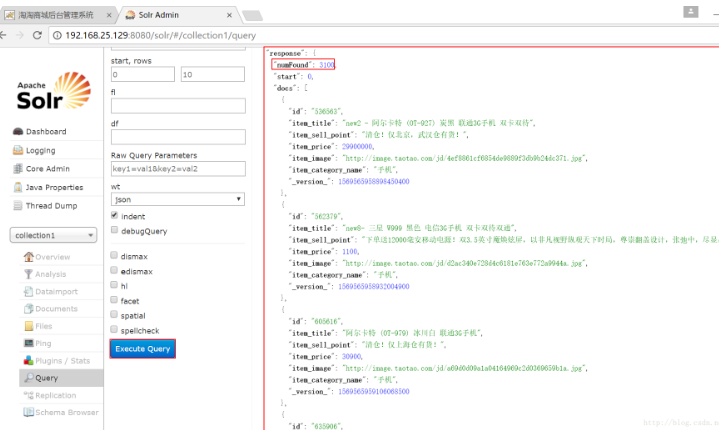 淘淘商城后台管理系统
Solr Admin
192.168.25.129:8080/solr/#/collection1/query
Apache
Solr
Dashboard
Logging
Core Admin
Java Properties
Thread Dump
collection1
Overview
Analysis
Dataimport
Documents
Files
Ping
Plugins / Stats
Query
Replication
Schema Browser
start, rows
0 10
fl
df
Raw Query Parameters
key1=val1&key2=val2
wt
json
indent
debugQuery
dismax
edismax
hl
facet
spatial
spellcheck
Execute Query
"response": {
"numFound": 3100,
"start": 0,
"docs": [
{
"id": "536563",
"item_title": "new2 - 阿尔卡特 (OT-927) 炭黑 联通3G手机 双卡双待",
"item_sell_point": "清仓！仅北京，武汉仓有货！",
"item_price": 29900000,
"item_image": "http://image.taotao.com/jd/4ef8861cf6854de9889f3db9b24dc371.jpg",
"item_category_name": "手机",
"_version_": 1569565958898450400
},
{
"id": "562379",
"item_title": "new8- 三星 W999 黑色 电信3G手机 双卡双待双通",
"item_sell_point": "下单送12000毫安移动电源！双3.5英寸魔焕炫屏，以非凡视野纵观天下时局，尊崇翻盖设计，张弛中，尽显
"item_price": 1100,
"item_image": "http://image.taotao.com/jd/d2ac340e728d4c6181e763e772a9944a.jpg",
"item_category_name": "手机",
"_version_": 1569565958932004900
},
{
"id": "605616",
"item_title": "阿尔卡特 (OT-979) 冰川白 联通3G手机",
"item_sell_point": "清仓！仅上海仓有货！",
"item_price": 30900,
"item_image": "http://image.taotao.com/jd/a69d0d09a1a04164969c2d0369659b1a.jpg",
"item_category_name": "手机",
"_version_": 1569565959106068500
},
{
"id": "635906",